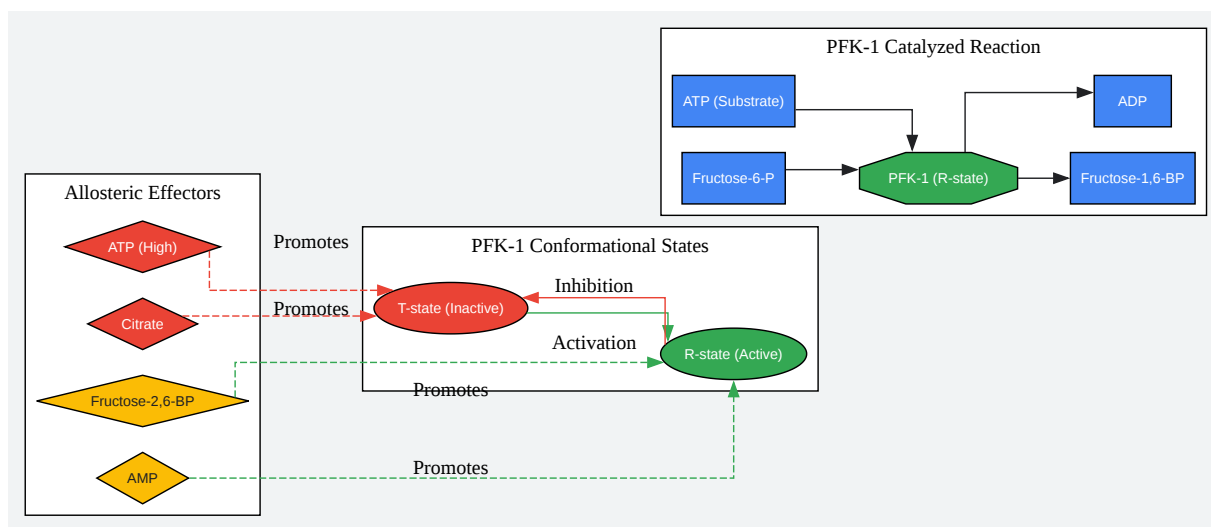 PFK-1 Catalyzed Reaction
ATP (Substrate)
ADP
Fructose-6-P
PFK-1 (R-state)
Fructose-1,6-BP
Allosteric Effectors
ATP (High)
Citrate
Fructose-2,6-BP
AMP
Promotes
Promotes
Promotes
Promotes
PFK-1 Conformational States
T-state (Inactive)
Inhibition
Activation
R-state (Active)